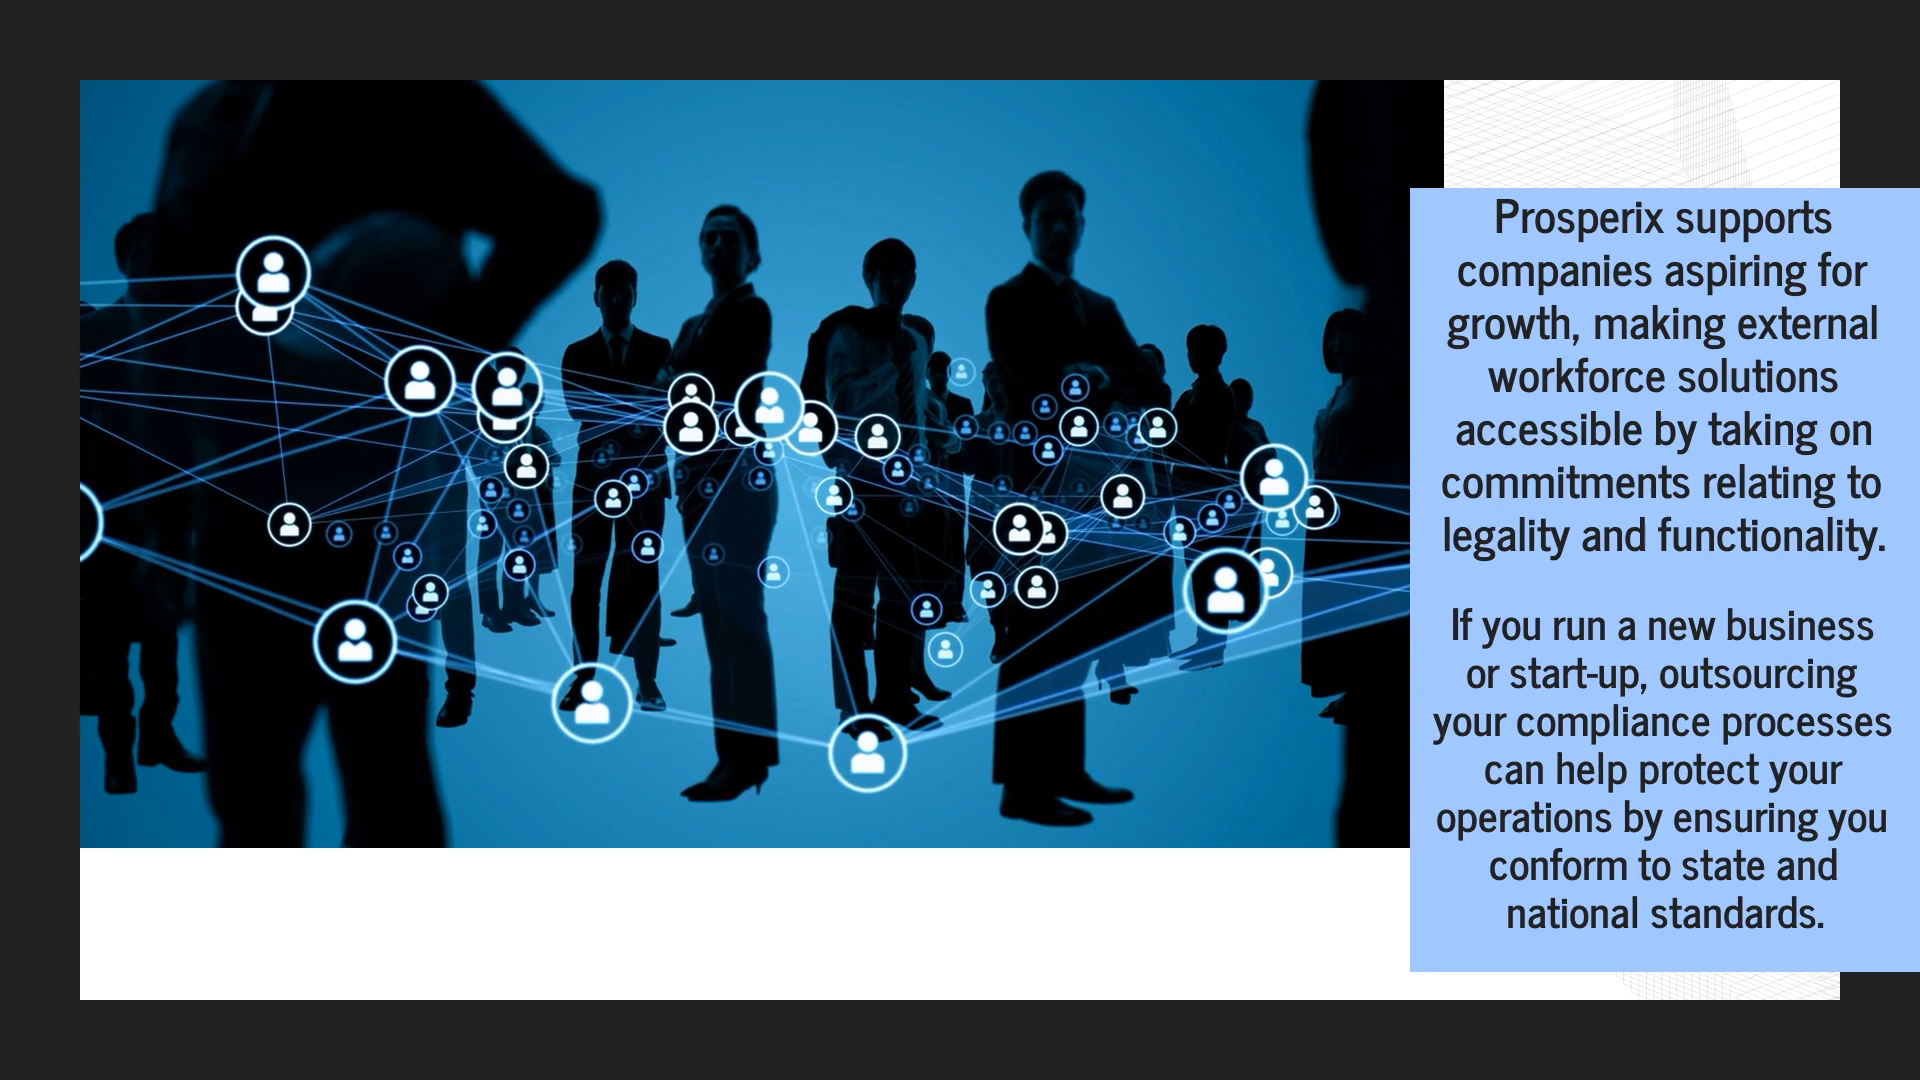 Prosperix supports
companies aspiring for
growth, making external
workforce solutions
accessible by taking on
commitments relating to
legality and functionality.
If you run a new business
or start-up, outsourcing
your compliance processes
can help protect your
operations by ensuring you
conform to state and
national standards.